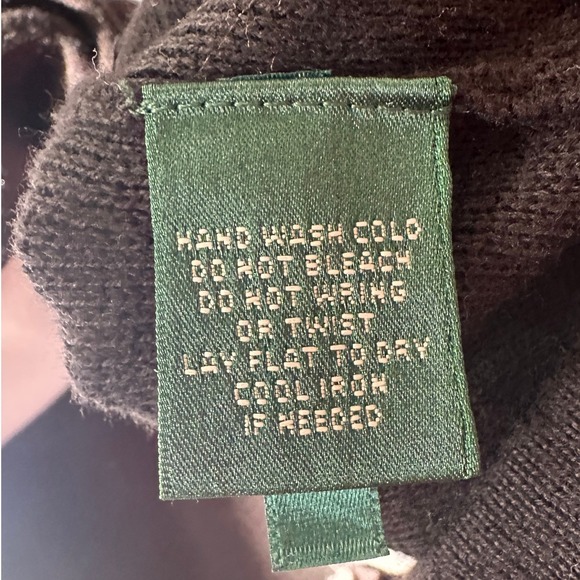 HAND WASH COLD
DO NOT BLEACH
DO NOT WRING
OR TWIST
LAY FLAT TO DRY
COOL IRON
IF NEEDED